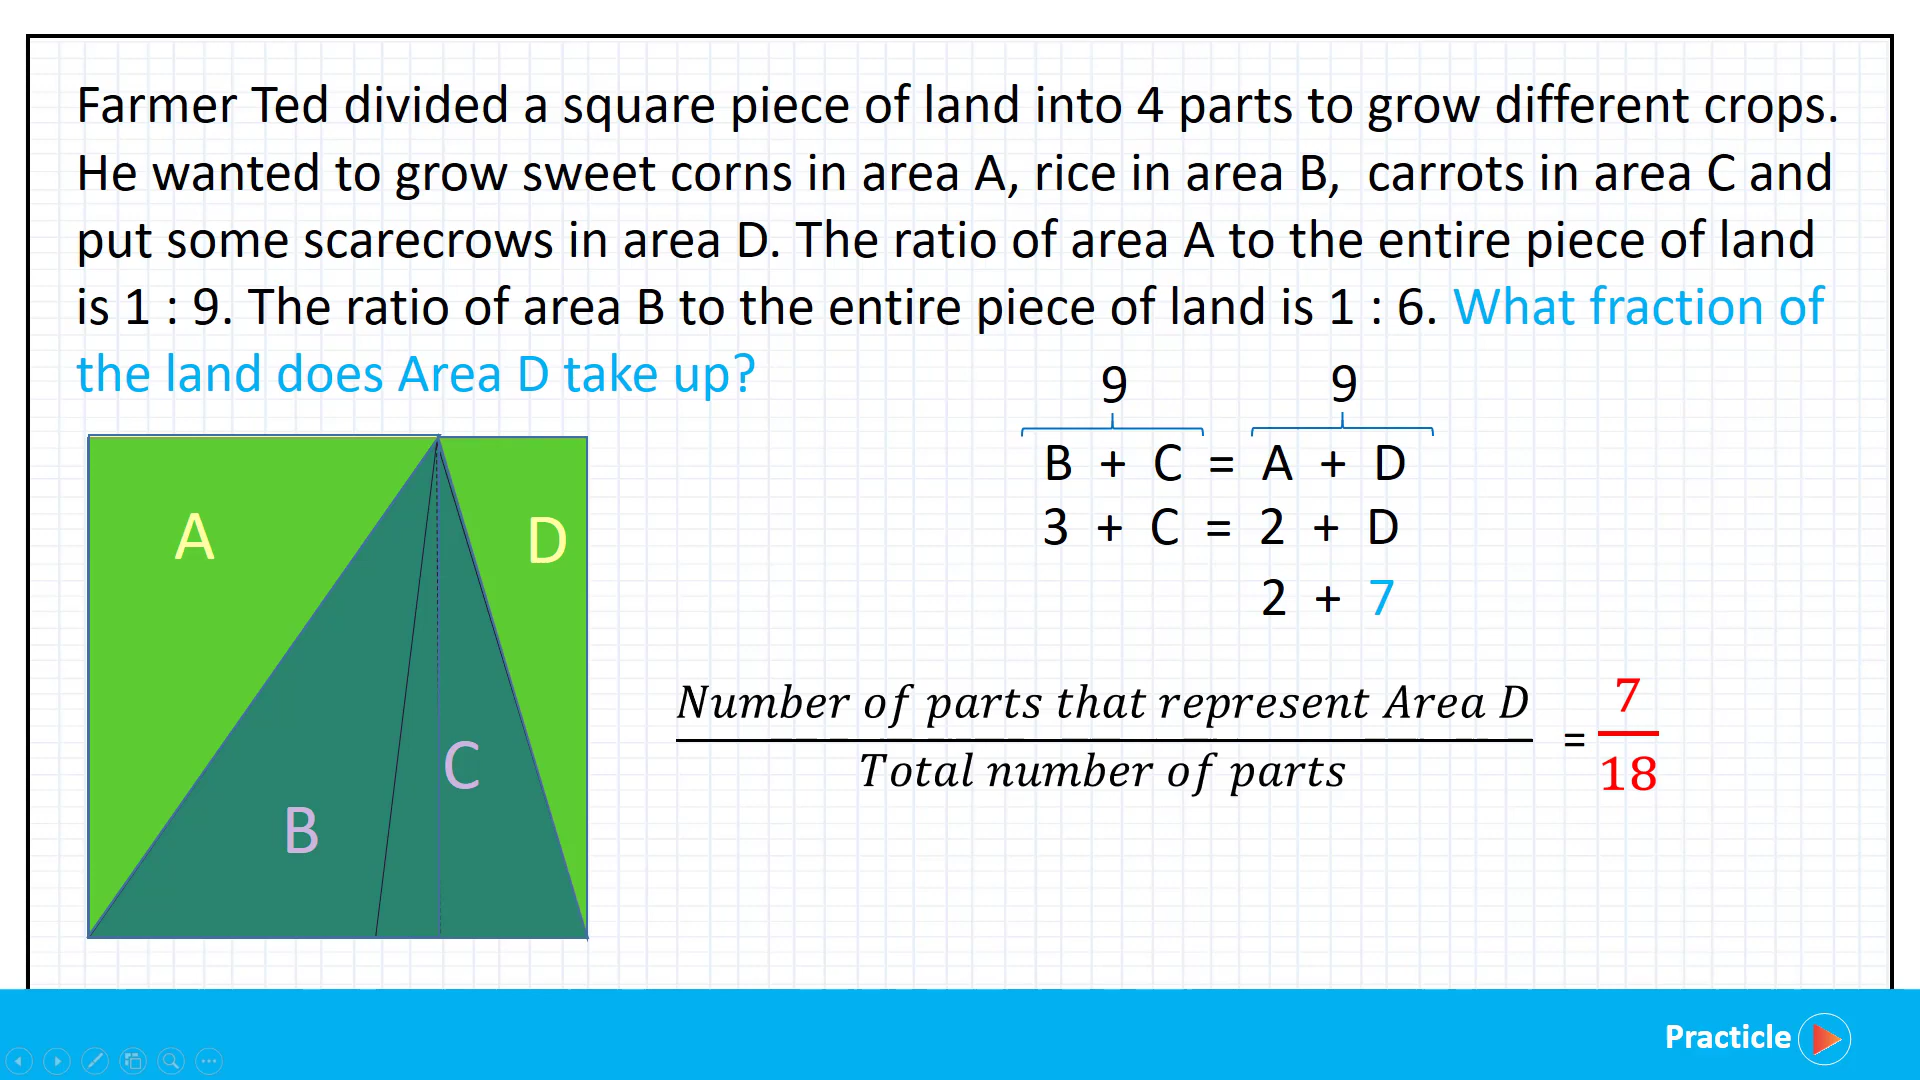 Farmer Ted divided a square piece of land into 4 parts to grow different crops.
He wanted to grow sweet corns in area A, rice in area B, carrots in area C and
put some scarecrows in area D. The ratio of area A to the entire piece of land
is 1 : 9. The ratio of area B to the entire piece of land is 1 : 6. What fraction of
the land does Area D take up?
9 9
B + C = A + D
3 + C = 2 + D
2 + 7
A
D
C
B
Number of parts that represent Area D
Total number of parts
=
7
18
Practicle